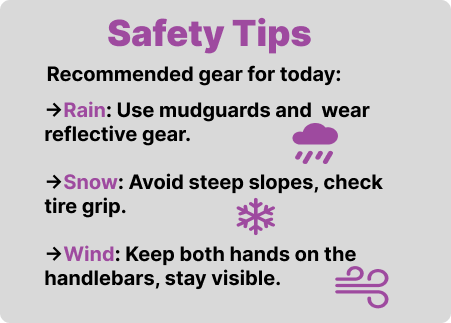 Safety Tips
Recommended gear for today:
→Rain: Use mudguards and  wear
reflective gear.
→Snow: Avoid steep slopes, check
tire grip.
→Wind: Keep both hands on the
handlebars, stay visible.